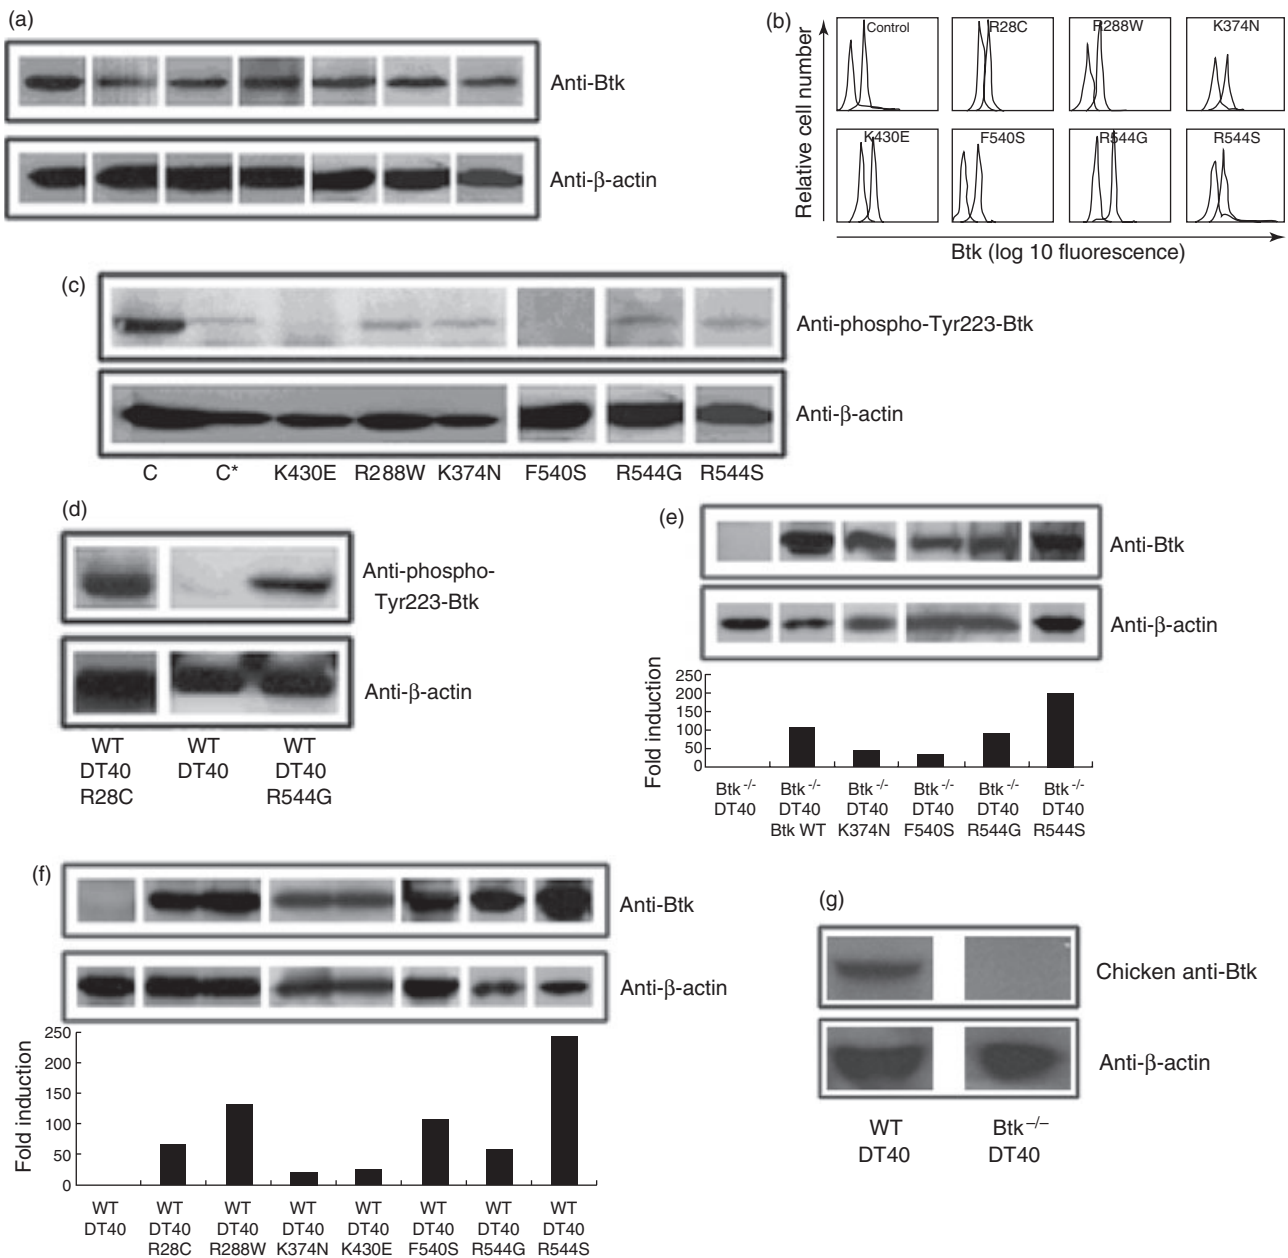 (a)
Anti-Btk
Anti-β-actin
(b)
Relative cell number
Control
R28C
R288W
K374N
K430E
F540S
R544G
R544S
Btk (log 10 fluorescence)
(c)
Anti-phospho-Tyr223-Btk
Anti-β-actin
C C* K430E R288W K374N F540S R544G R544S
(d)
Anti-phospho-
Tyr223-Btk
Anti-β-actin
WT WT WT
DT40 DT40 DT40
R28C R544G
(e)
Anti-Btk
Anti-β-actin
Fold induction
250
200
150
100
50
0
Btk -/- Btk -/- Btk -/- Btk -/- Btk -/- Btk -/-
DT40 DT40 DT40 DT40 DT40 DT40
Btk WT K374N F540S R544G R544S
(f)
Anti-Btk
Anti-β-actin
Fold induction
250
200
150
100
50
0
WT WT WT WT WT WT WT WT
DT40 DT40 DT40 DT40 DT40 DT40 DT40 DT40
R28C R288W K374N K430E F540S R544G R544S
(g)
Chicken anti-Btk
Anti-β-actin
WT Btk -/-
DT40 DT40